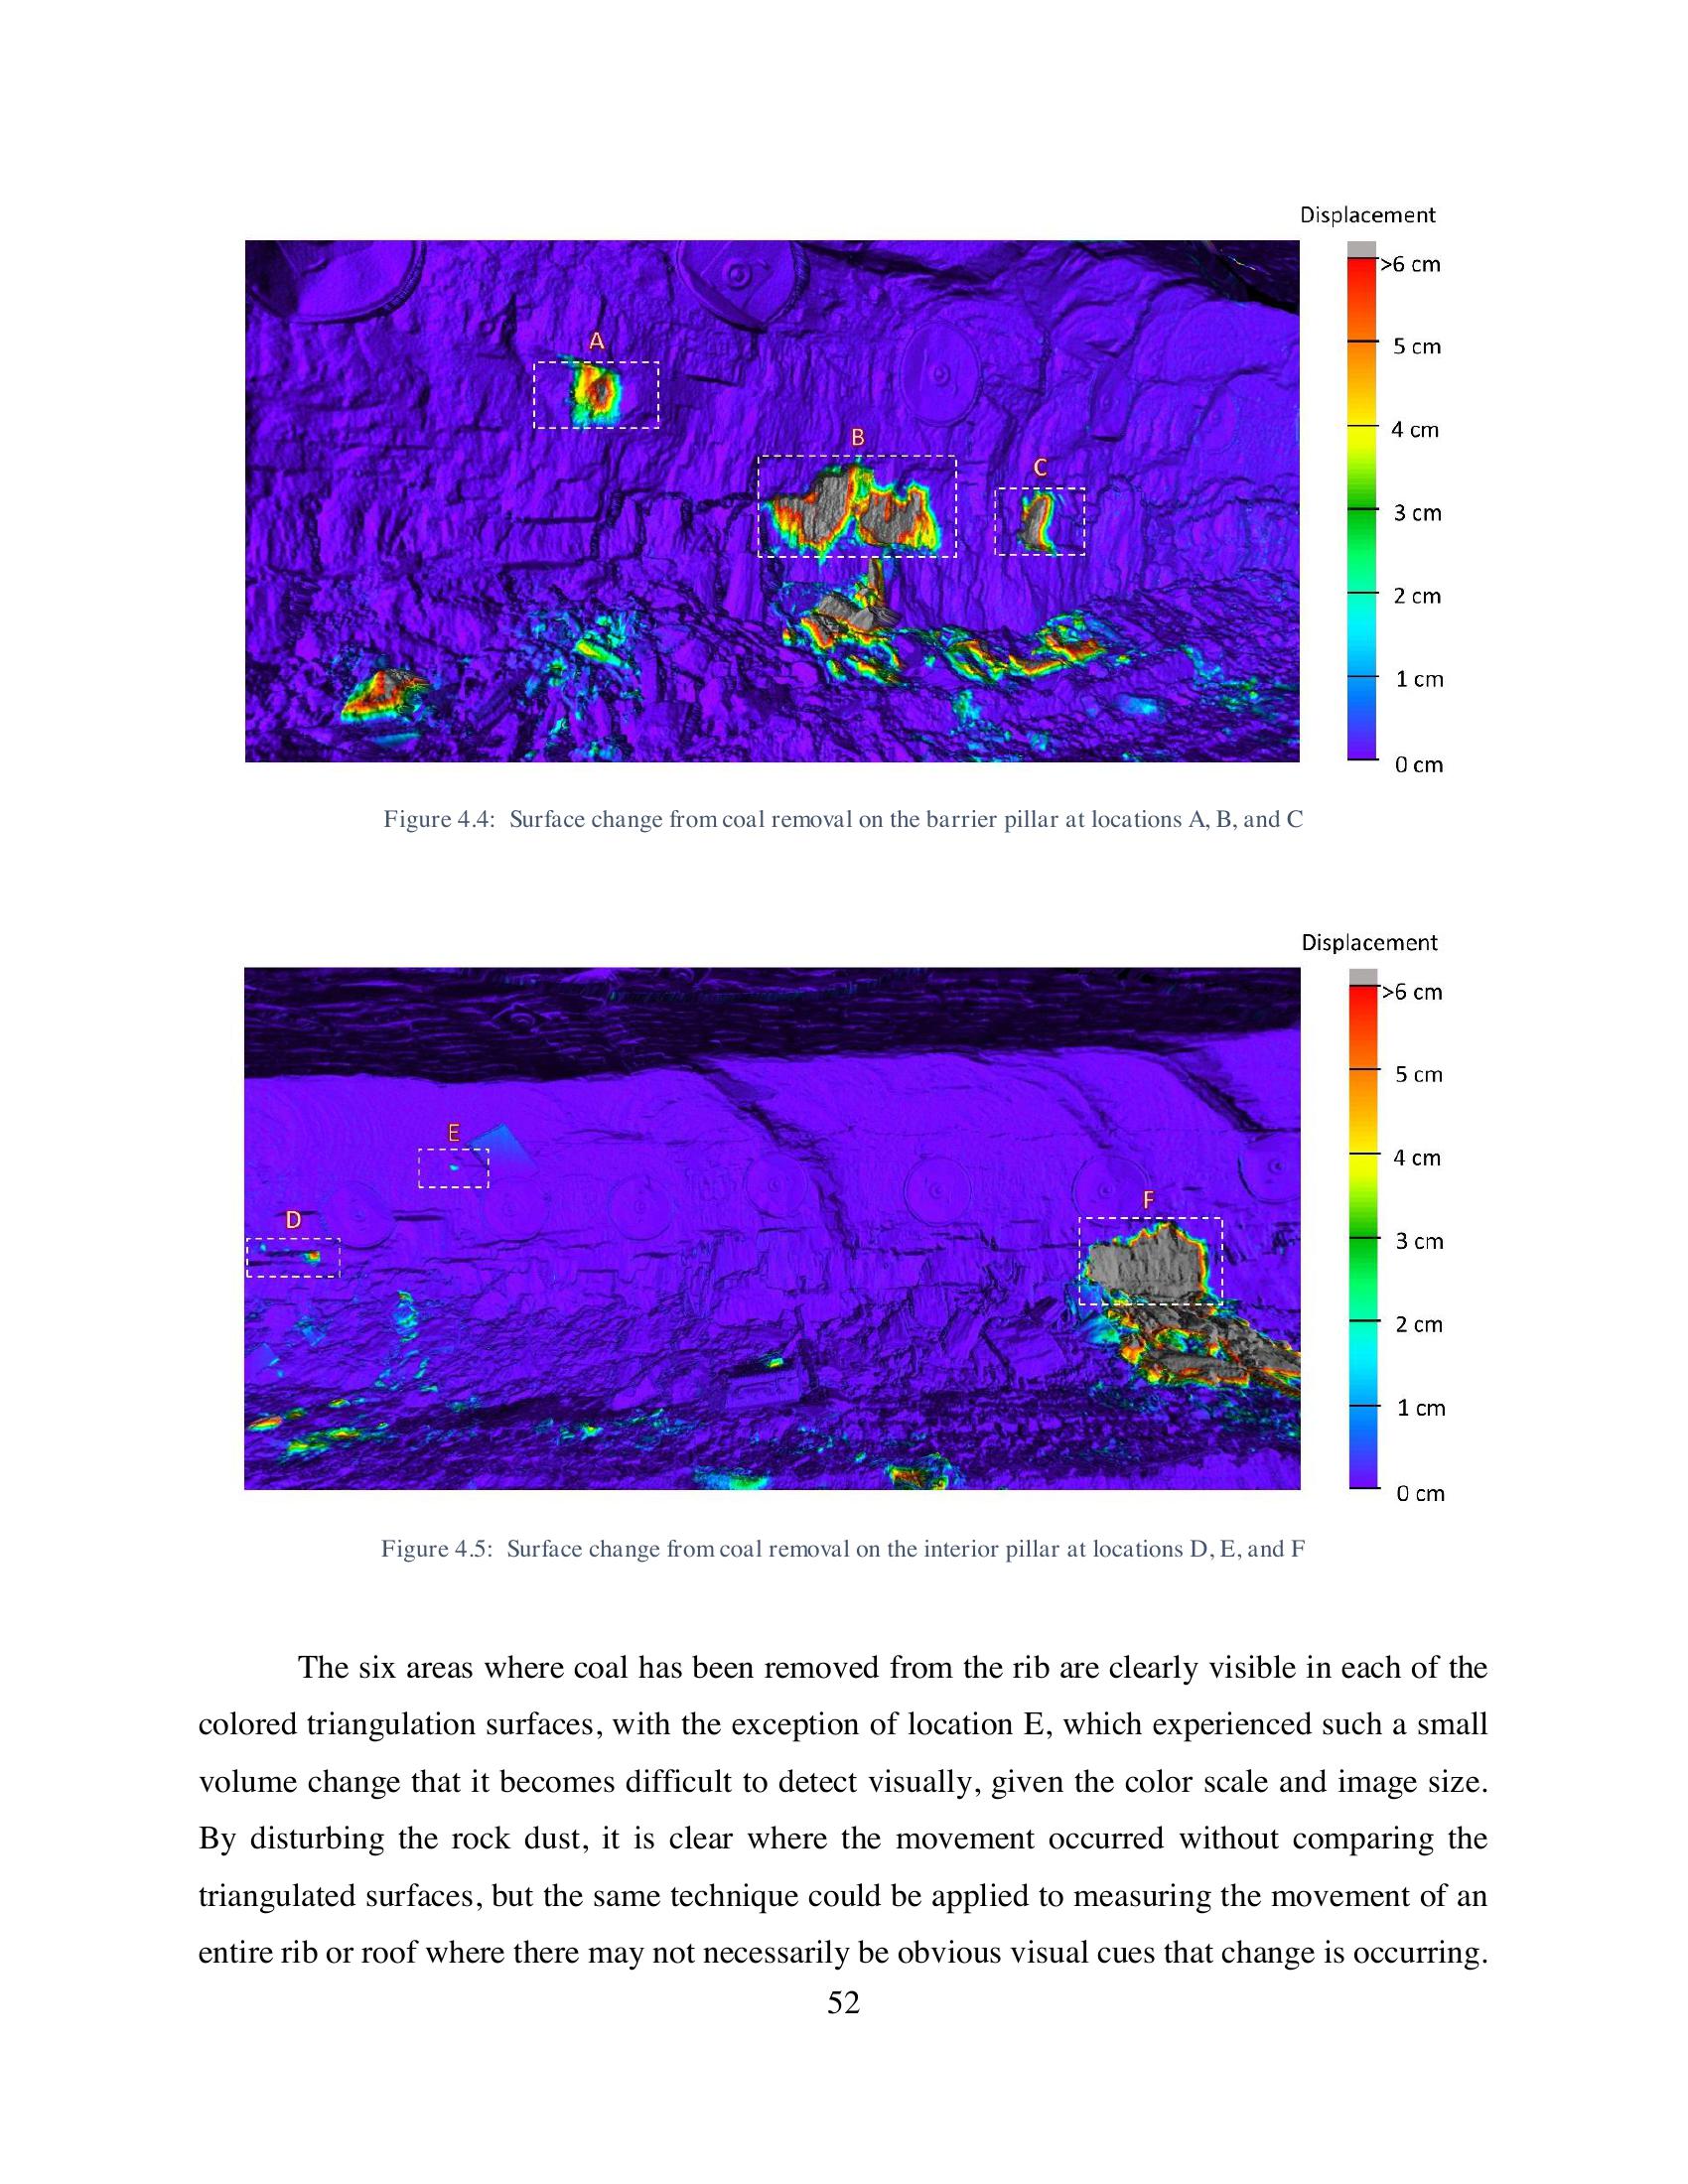 Displacement
>6 cm
5 cm
4 cm
3 cm
2 cm
1 cm
0 cm
A
B
C
Figure 4.4: Surface change from coal removal on the barrier pillar at locations A, B, and C
Displacement
>6 cm
5 cm
4 cm
3 cm
2 cm
1 cm
0 cm
E
D
F
Figure 4.5: Surface change from coal removal on the interior pillar at locations D, E, and F
The six areas where coal has been removed from the rib are clearly visible in each of the
colored triangulation surfaces, with the exception of location E, which experienced such a small
volume change that it becomes difficult to detect visually, given the color scale and image size.
By disturbing the rock dust, it is clear where the movement occurred without comparing the
triangulated surfaces, but the same technique could be applied to measuring the movement of an
entire rib or roof where there may not necessarily be obvious visual cues that change is occurring.
52